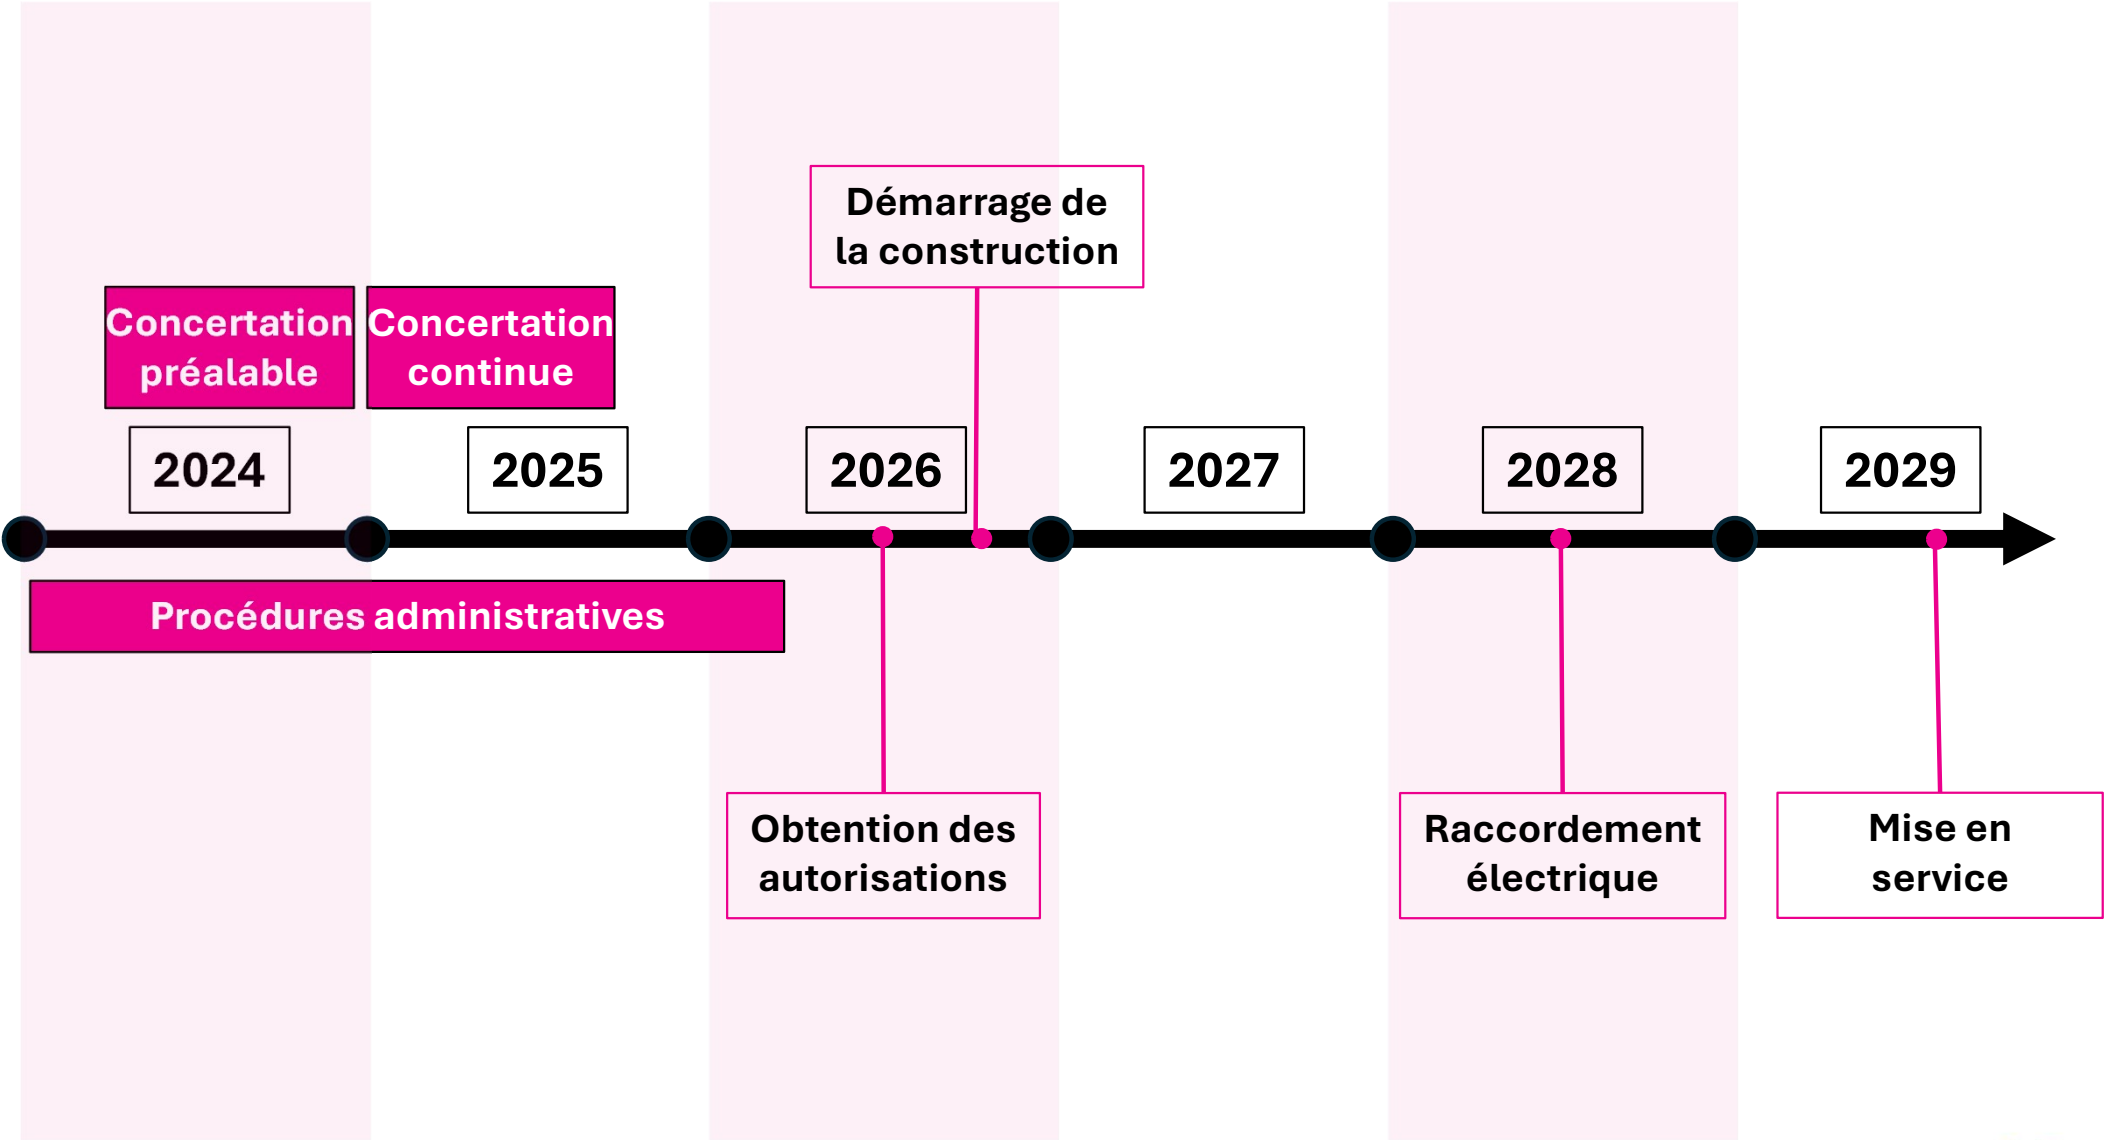 Démarrage de
la construction
Concertation
préalable
Concertation
continue
2024
2025
2026
2027
2028
2029
Procédures administratives
Obtention des
autorisations
Raccordement
électrique
Mise en
service